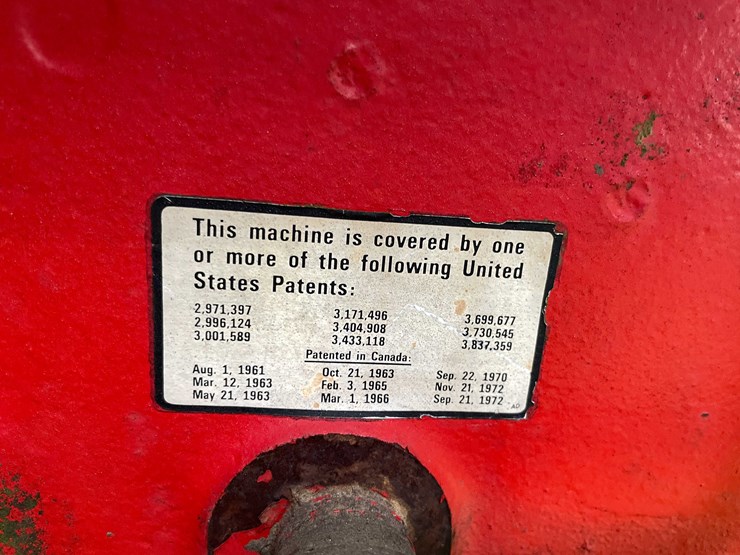 This machine is covered by one
or more of the following United
States Patents:
2,971,397 3,171,496 3,699,677
2,996,124 3,404,908 3,730,545
3,001,589 3,433,118 3,837,359
Patented in Canada:
Aug. 1, 1961 Oct. 21, 1963 Sep. 22, 1970
Mar. 12, 1963 Feb. 3, 1965 Nov. 21, 1972
May 21, 1963 Mar. 1, 1966 Sep. 21, 1972